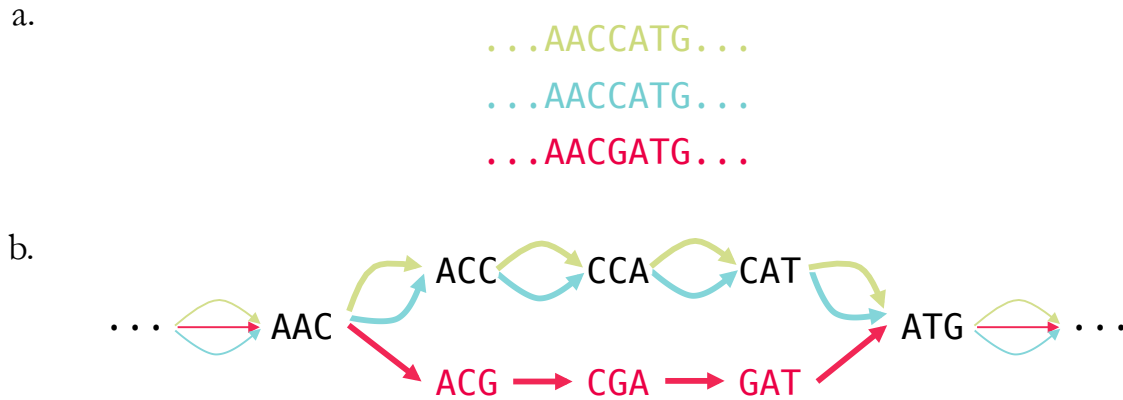 a.
...AACCATG...
...AACCATG...
...AACGATG...
b.
ACC CCA CAT
... AAC ATG ...
ACG CGA GAT